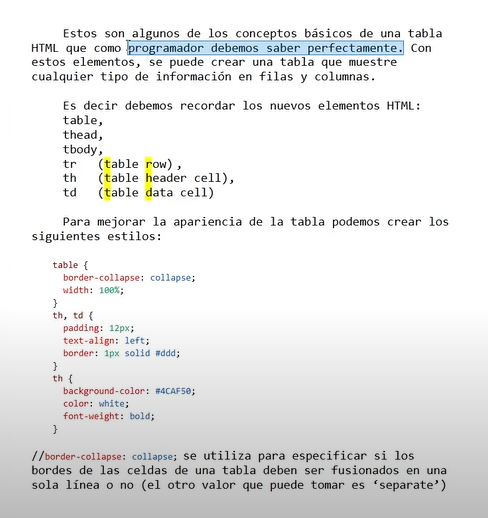 Estos son algunos de los conceptos básicos de una tabla
HTML que como programador debemos saber perfectamente. Con
estos elementos, se puede crear una tabla que muestre
cualquier tipo de información en filas y columnas.
Es decir debemos recordar los nuevos elementos HTML:
table,
thead,
tbody,
tr (table row),
th (table header cell),
td (table data cell)
Para mejorar la apariencia de la tabla podemos crear los
siguientes estilos:
table {
border-collapse: collapse;
width: 100%;
}
th, td {
padding: 12px;
text-align: left;
border: 1px solid #ddd;
}
th {
background-color: #4CAF50;
color: white;
font-weight: bold;
}
//border-collapse: collapse; se utiliza para especificar si los
bordes de las celdas de una tabla deben ser fusionados en una
sola línea o no (el otro valor que puede tomar es ‘separate’)